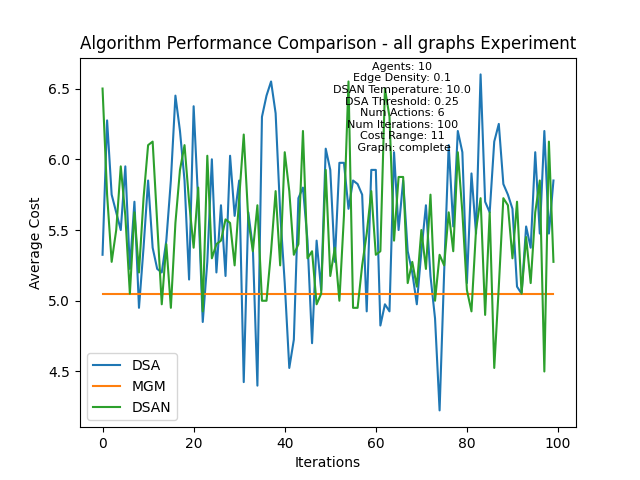 Algorithm Performance Comparison - all graphs Experiment
Agents: 10
Edge Density: 0.1
DSAN Temperature: 10.0
DSA Threshold: 0.25
Num Actions: 6
Num Iterations: 100
Cost Range: 11
Graph: complete
Average Cost
6.5
6.0
5.5
5.0
4.5
DSA
MGM
DSAN
0
20
40
60
80
100
Iterations